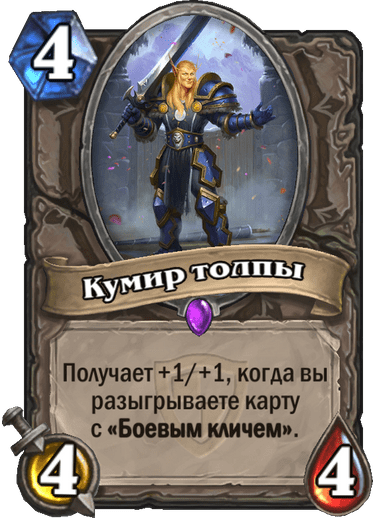 4
Кумир толпы
Получает +1/+1, когда вы
разыгрываете карту
с «Боевым кличем».
4 4